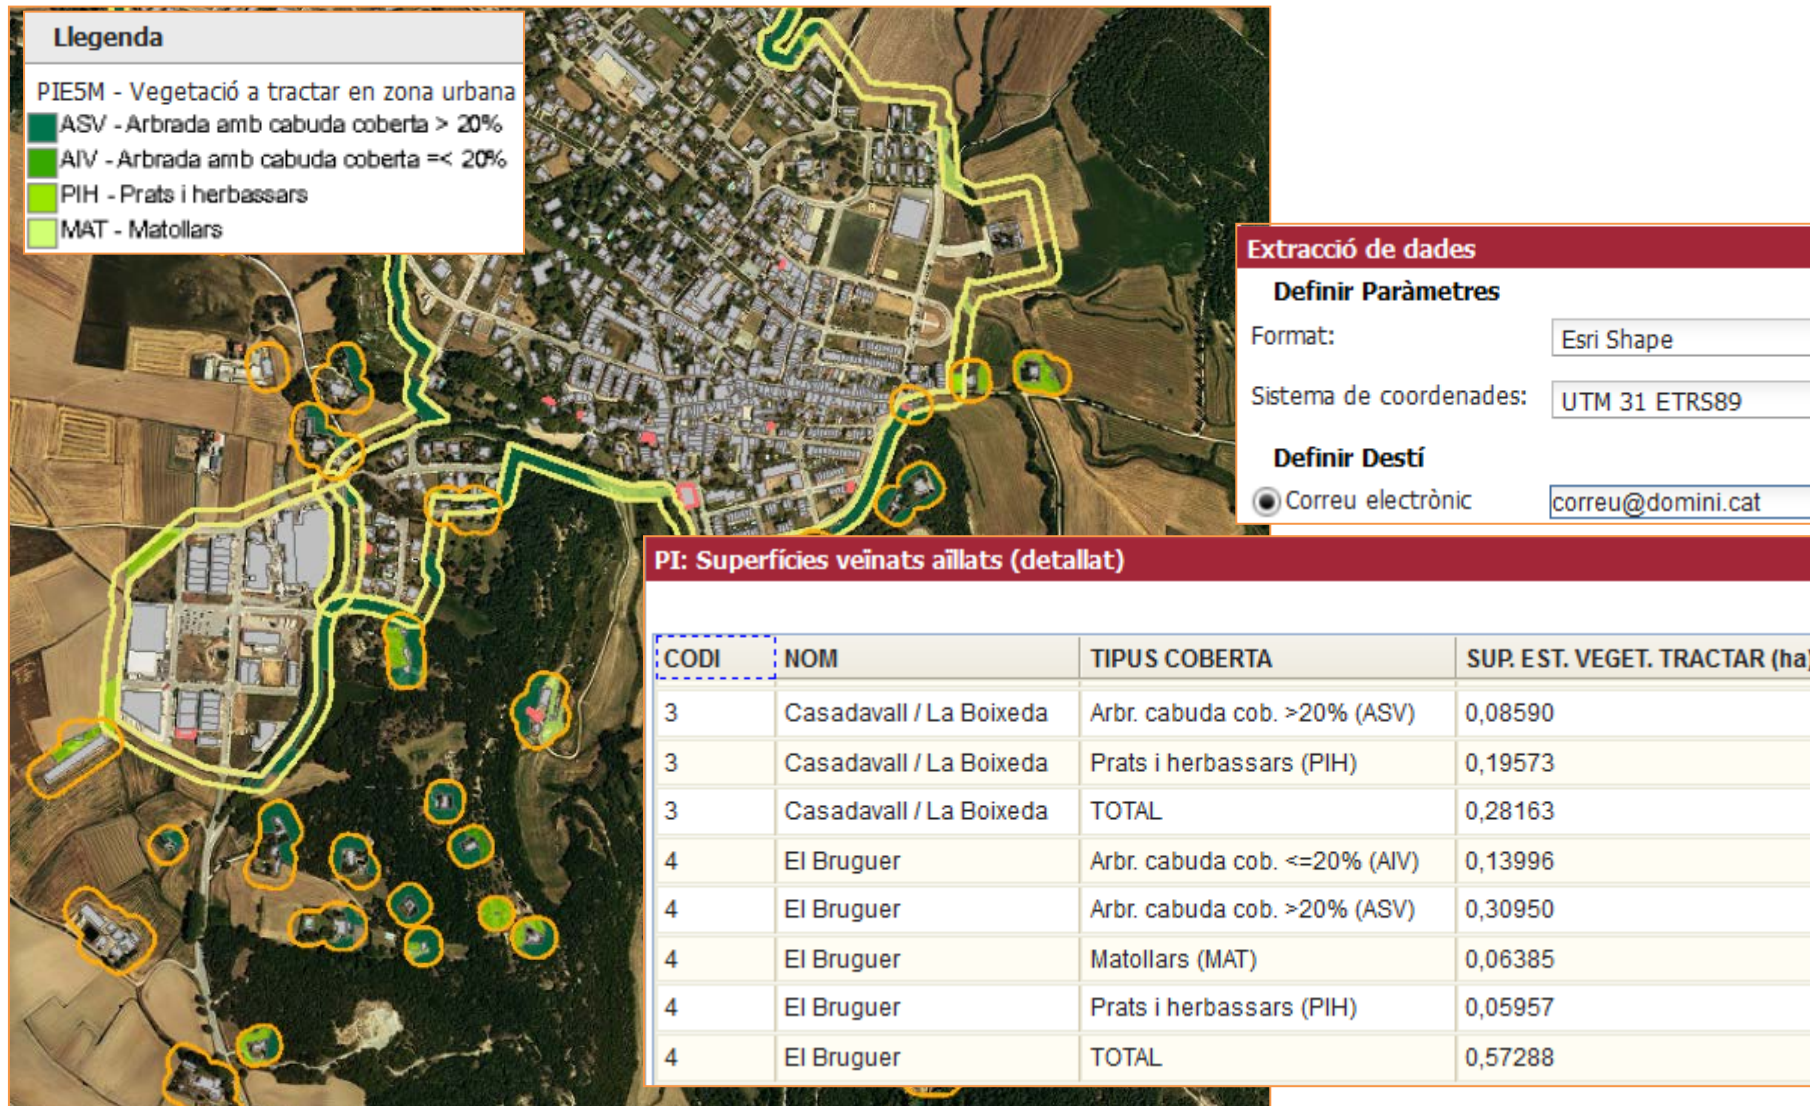 Llegenda
PIE5M - Vegetació a tractar en zona urbana
ASV - Arbrada amb cabuda coberta > 20%
AIV - Arbrada amb cabuda coberta =< 20%
PIH - Prats i herbassars
MAT - Matollars
Extracció de dades
Definir Paràmetres
Format: Esri Shape
Sistema de coordenades: UTM 31 ETRS89
Definir Destí
Correu electrònic correu@domini.cat
PI: Superfícies veïnats aïllats (detallat)
CODI NOM TIPUS COBERTA SUP. EST. VEGET. TRACTAR (ha)
3 Casadavall / La Boixeda Arbr. cabuda cob. >20% (ASV) 0,08590
3 Casadavall / La Boixeda Prats i herbassars (PIH) 0,19573
3 Casadavall / La Boixeda TOTAL 0,28163
4 El Bruguer Arbr. cabuda cob. <=20% (AIV) 0,13996
4 El Bruguer Arbr. cabuda cob. >20% (ASV) 0,30950
4 El Bruguer Matollars (MAT) 0,06385
4 El Bruguer Prats i herbassars (PIH) 0,05957
4 El Bruguer TOTAL 0,57288